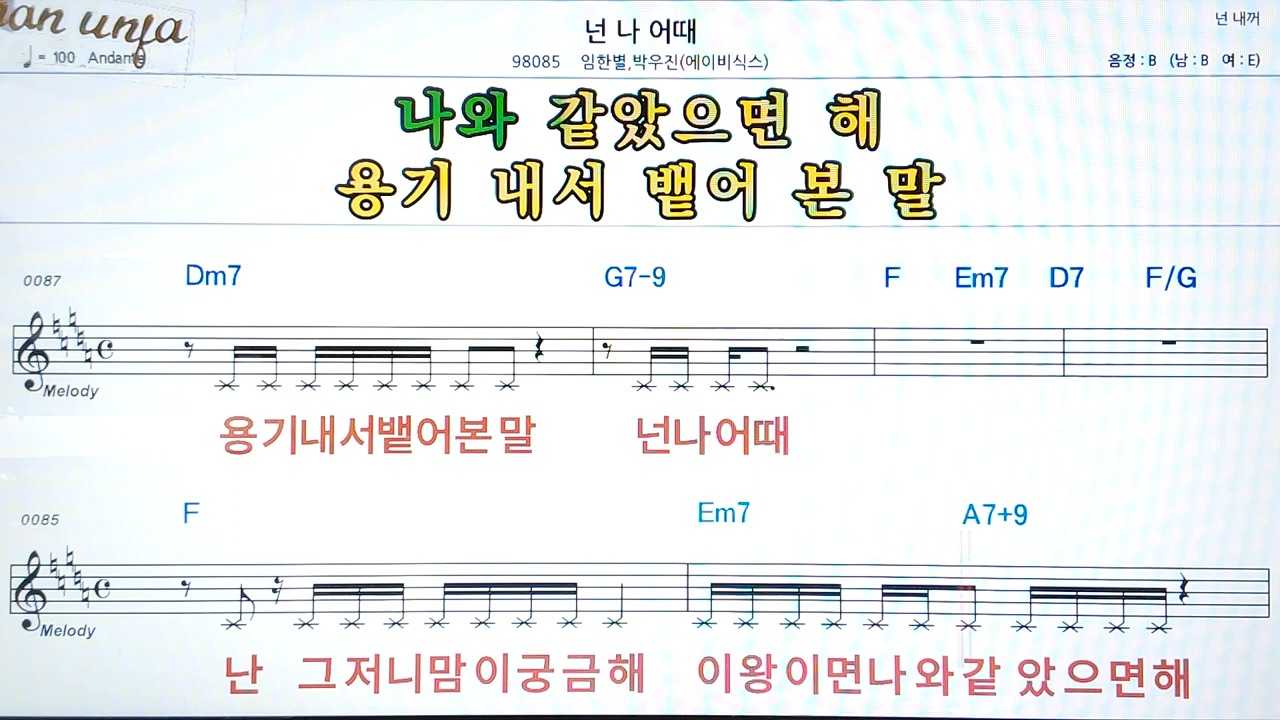 넌 나 어때
넌 내꺼
♩= 100 Andante
98085 임한별,박우진(에이비식스)
음정 : B (남 : B 여 : E)
나와 같았으면 해
용기 내서 뱉어 본 말
0087 Dm7 G7-9 F Em7 D7 F/G
Melody
용기내서뱉어본말 넌나어때
0085 F Em7 A7+9
Melody
난 그저니맘이궁금해 이왕이면나와같았으면해